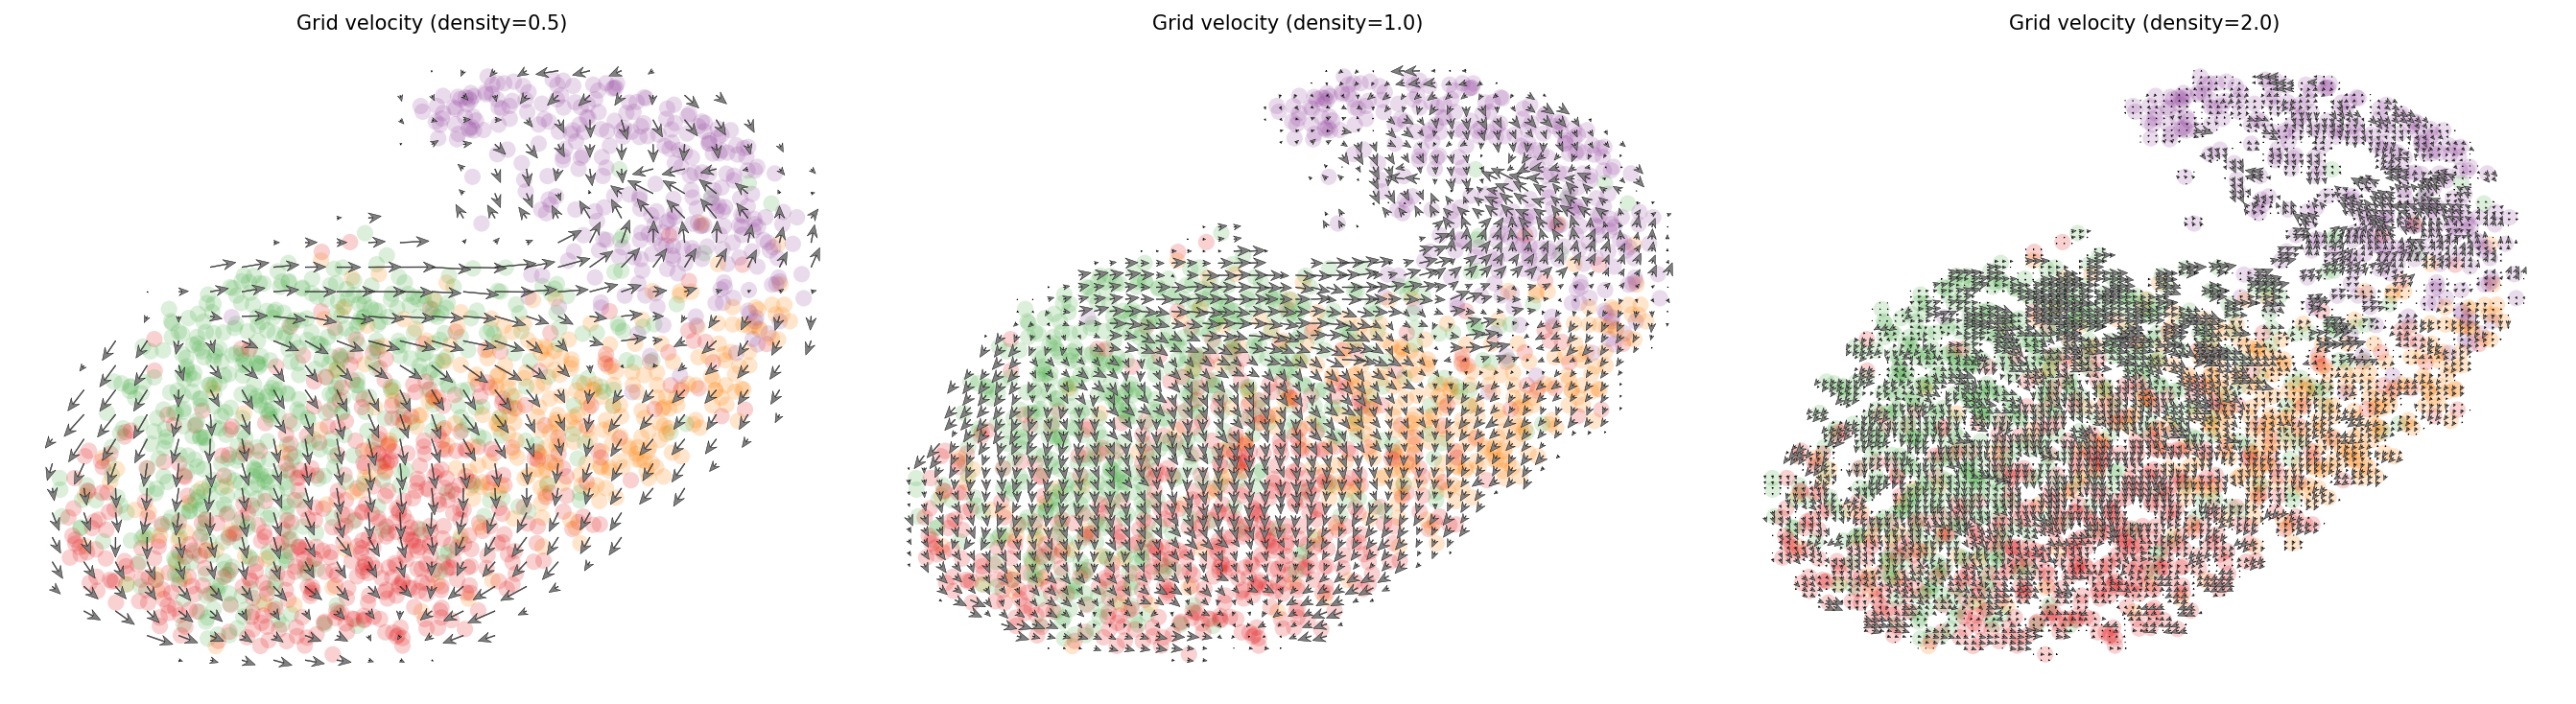 Grid velocity (density=0.5)
Grid velocity (density=1.0)
Grid velocity (density=2.0)